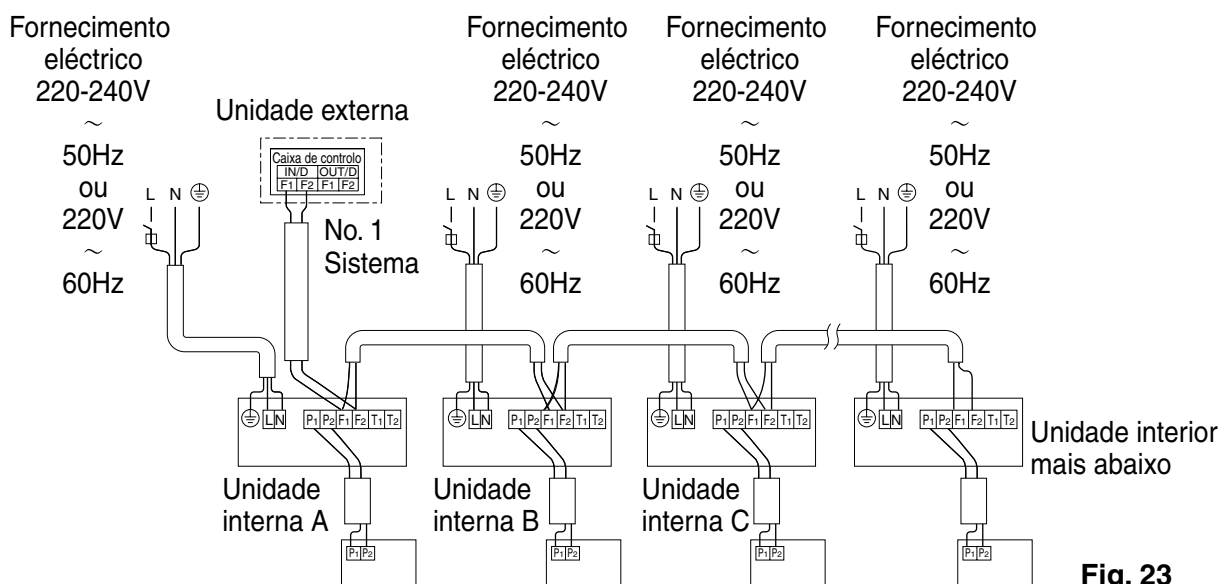 Fornecimento
eléctrico
220-240V
~
50Hz
ou
220V
~
60Hz
L N
Unidade externa
Caixa de controlo
IN/D OUT/D
F1 F2 F1 F2
No. 1
Sistema
Fornecimento
eléctrico
220-240V
~
50Hz
ou
220V
~
60Hz
L N
Fornecimento
eléctrico
220-240V
~
50Hz
ou
220V
~
60Hz
L N
Fornecimento
eléctrico
220-240V
~
50Hz
ou
220V
~
60Hz
L N
L N P1 P2 F1 F2 T1 T2
L N P1 P2 F1 F2 T1 T2
L N P1 P2 F1 F2 T1 T2
L N P1 P2 F1 F2 T1 T2
Unidade interior
mais abaixo
Unidade
interna A
Unidade
interna B
Unidade
interna C
P1 P2
P1 P2
P1 P2
P1 P2
Fig. 23